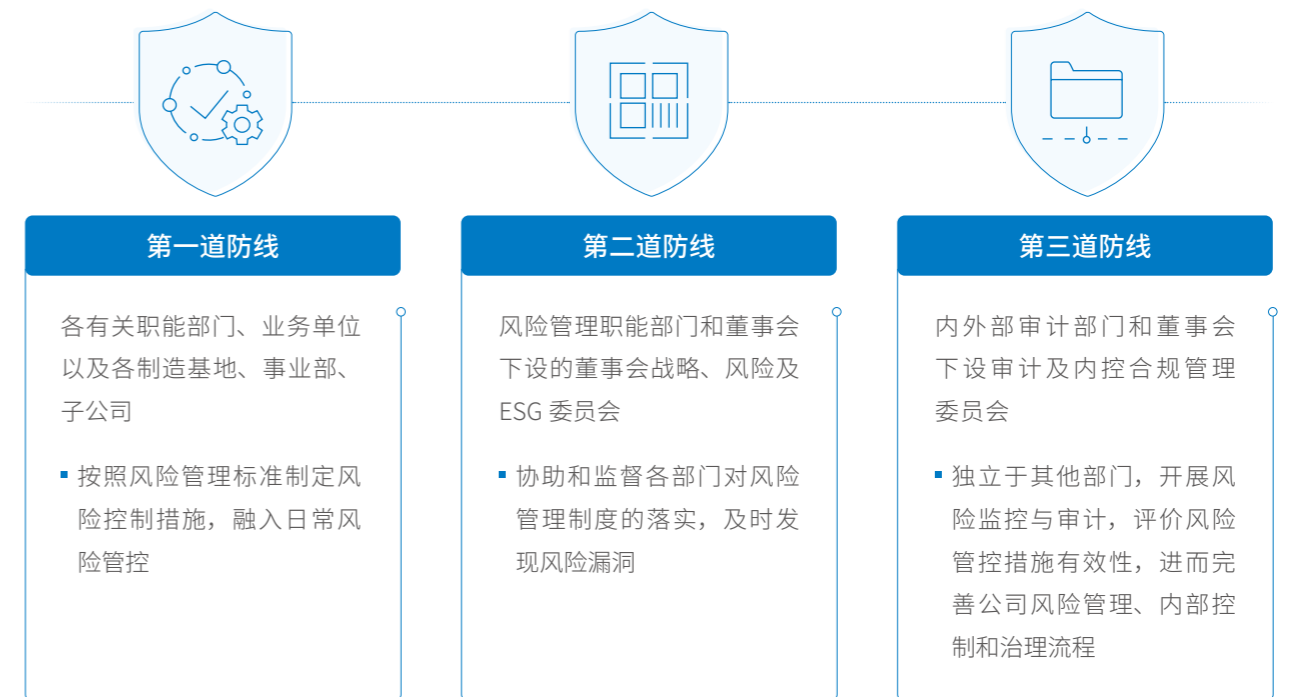 第一道防线
各有关职能部门、业务单位
以及各制造基地、事业部、
子公司
按照风险管理标准制定风
险控制措施，融入日常风
险管控
第二道防线
风险管理职能部门和董事会
下设的董事会战略、风险及
ESG 委员会
协助和监督各部门对风险
管理制度的落实，及时发
现风险漏洞
第三道防线
内外部审计部门和董事会
下设审计及内控合规管理
委员会
独立于其他部门，开展风
险监控与审计，评价风险
管控措施有效性，进而完
善公司风险管理、内部控
制和治理流程